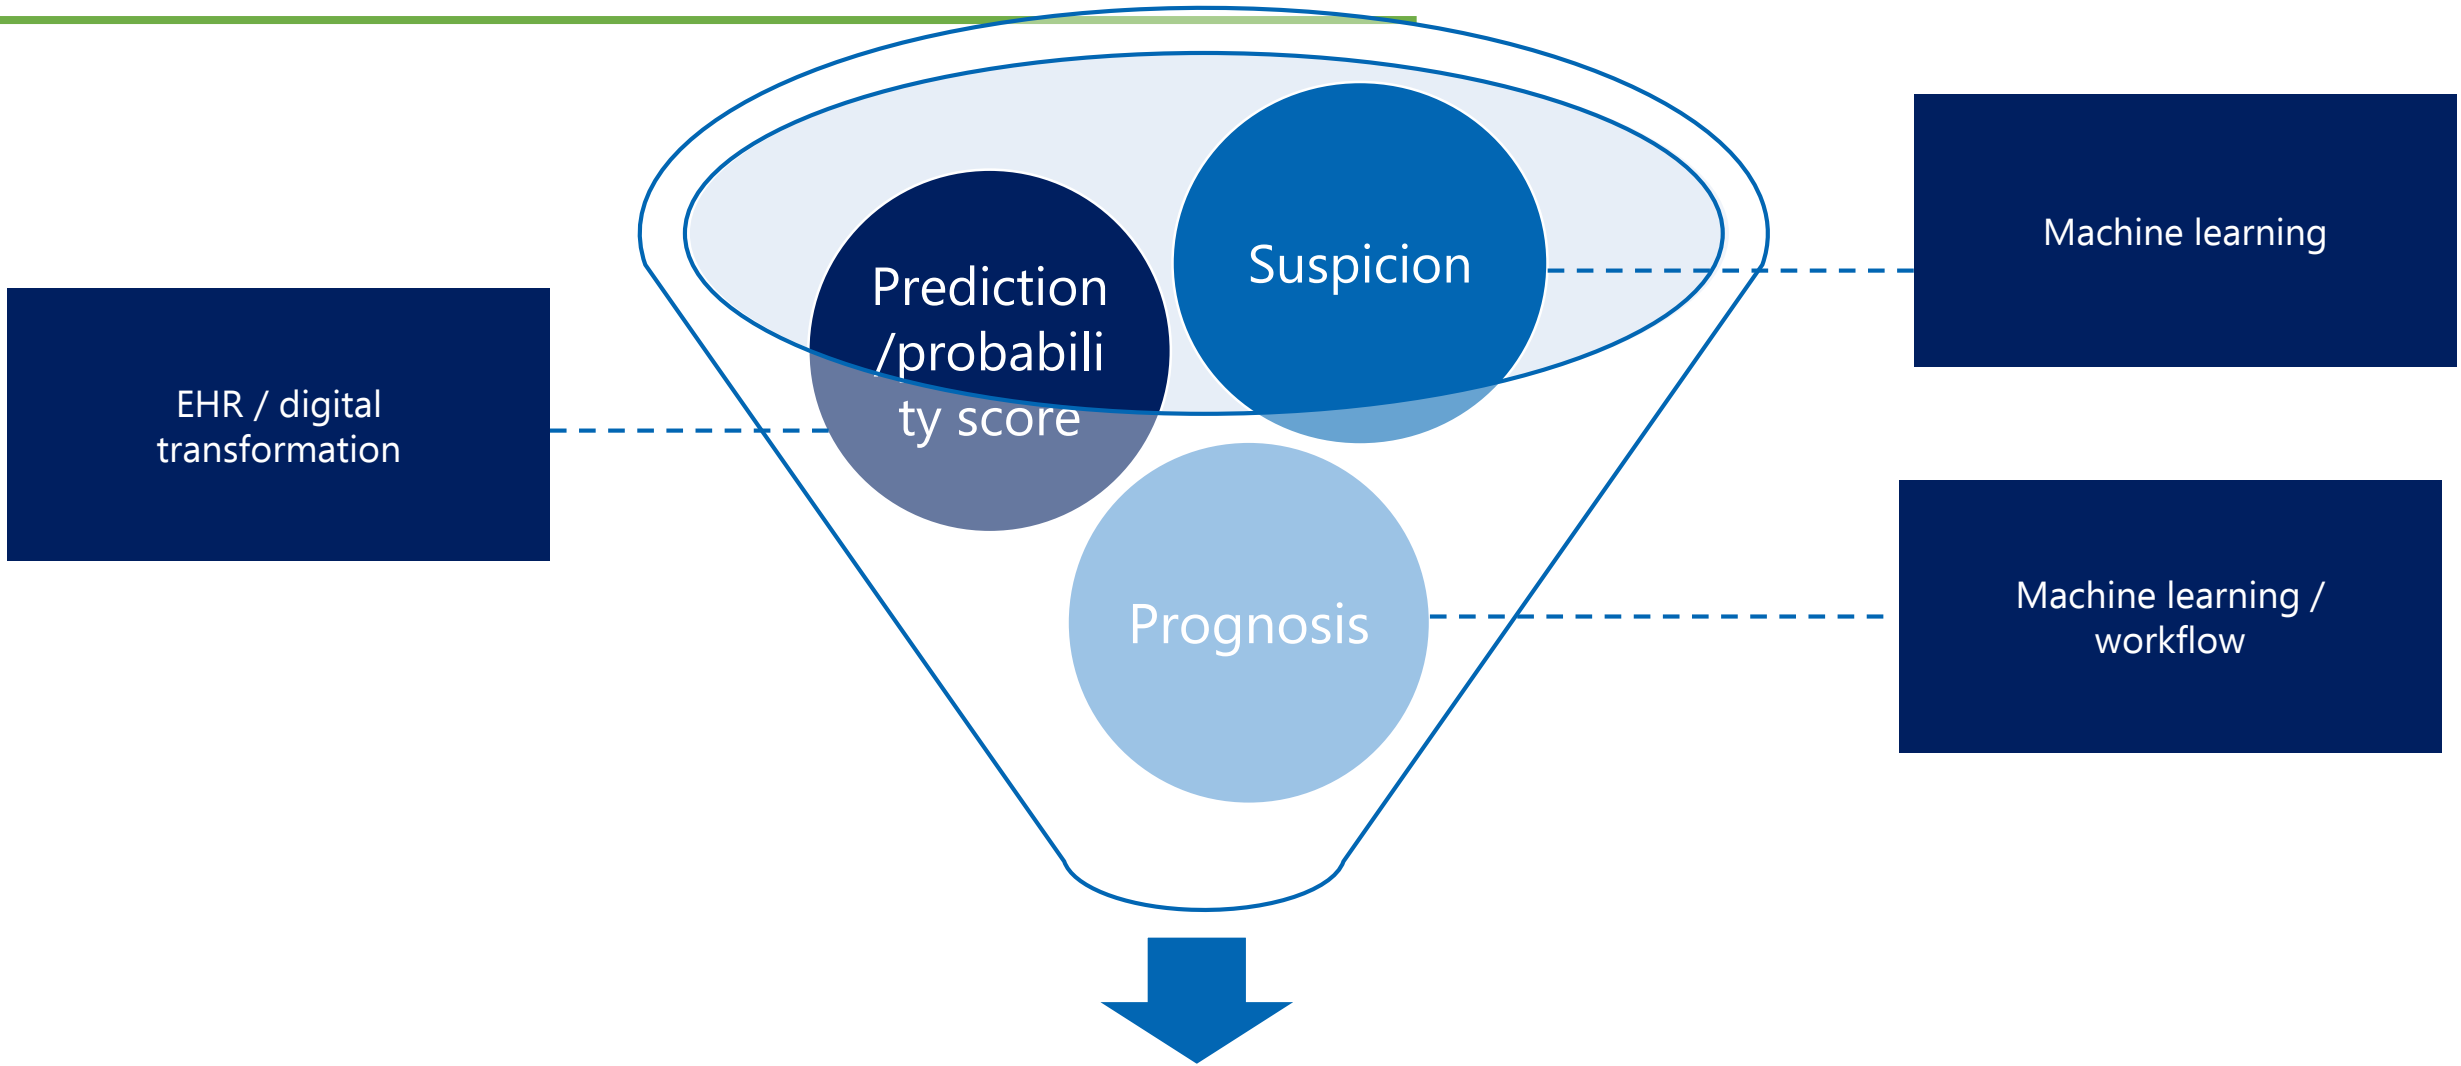 Machine learning
Suspicion
Prediction
/probabili
ty score
EHR / digital
transformation
Prognosis
Machine learning /
workflow